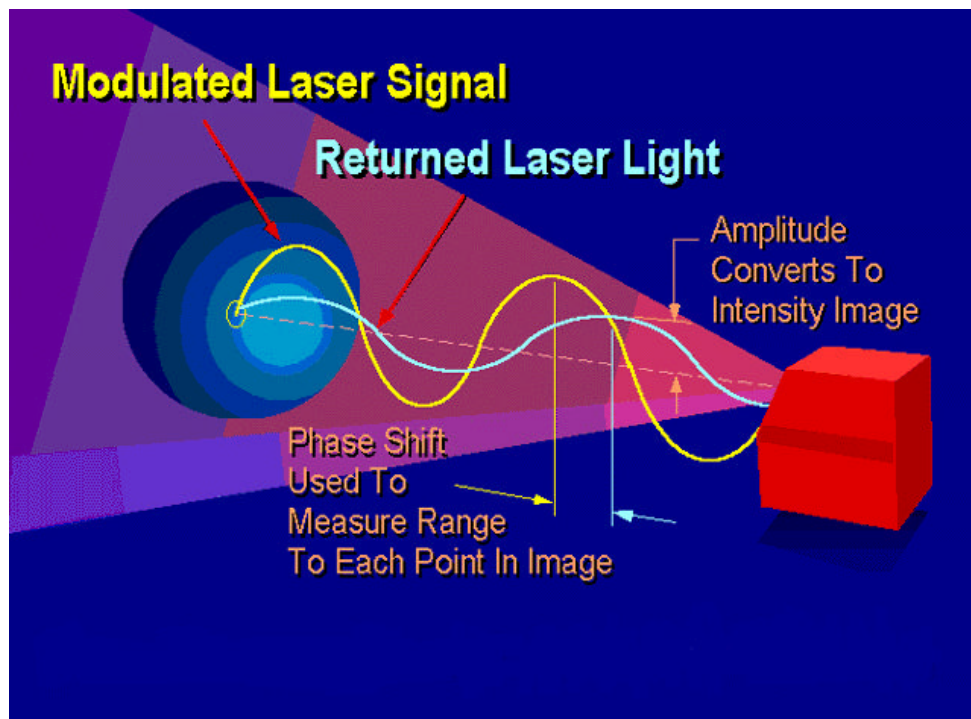 Modulated Laser Signal
Returned Laser Light
Amplitude
Converts To
Intensity Image
Phase Shift
Used To
Measure Range
To Each Point In Image